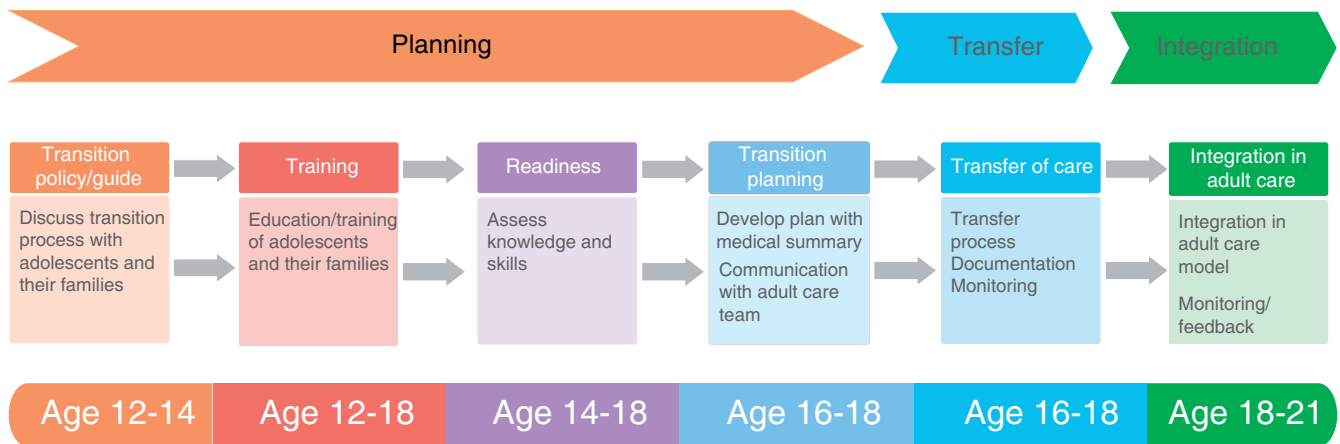 Planning
Transfer
Integration
Transition
policy/guide
Training
Readiness
Transition
planning
Transfer of care
Integration in
adult care
Discuss transition
process with
adolescents and
their families
Education/training
of adolescents
and their families
Assess
knowledge and
skills
Develop plan with
medical summary
Communication
with adult care
team
Transfer
process
Documentation
Monitoring
Integration in
adult care
model
Monitoring/
feedback
Age 12-14
Age 12-18
Age 14-18
Age 16-18
Age 16-18
Age 18-21